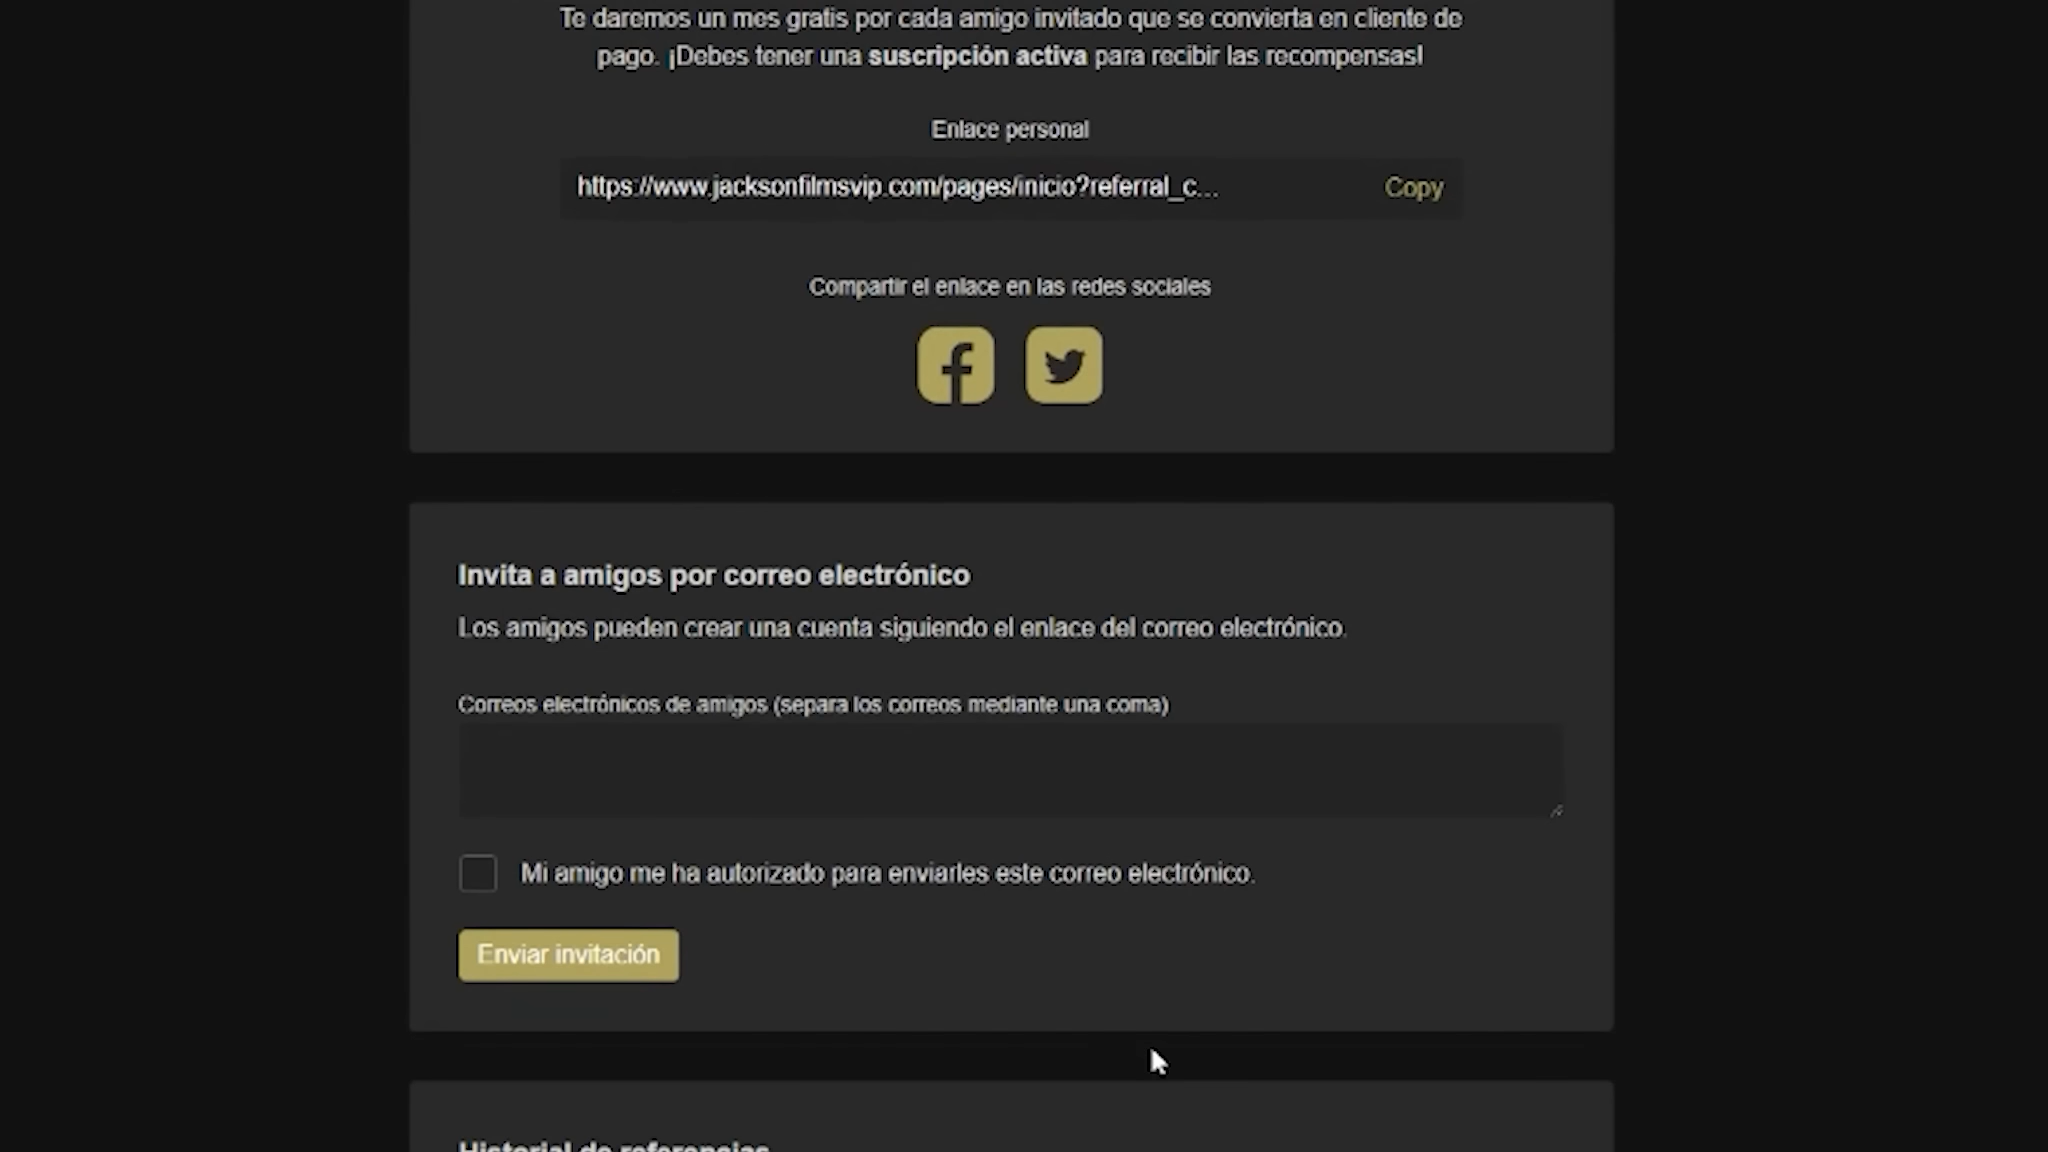 Te daremos un mes gratis por cada amigo invitado que se convierta en cliente de
pago. ¡Debes tener una suscripción activa para recibir las recompensas!
Enlace personal
https://www.jacksonfilmsvip.com/pages/inicio?referral_c...
Copy
Compartir el enlace en las redes sociales
Invita a amigos por correo electrónico
Los amigos pueden crear una cuenta siguiendo el enlace del correo electrónico.
Correos electrónicos de amigos (separa los correos mediante una coma)
Mi amigo me ha autorizado para enviarles este correo electrónico.
Enviar invitación
Historial de referencias